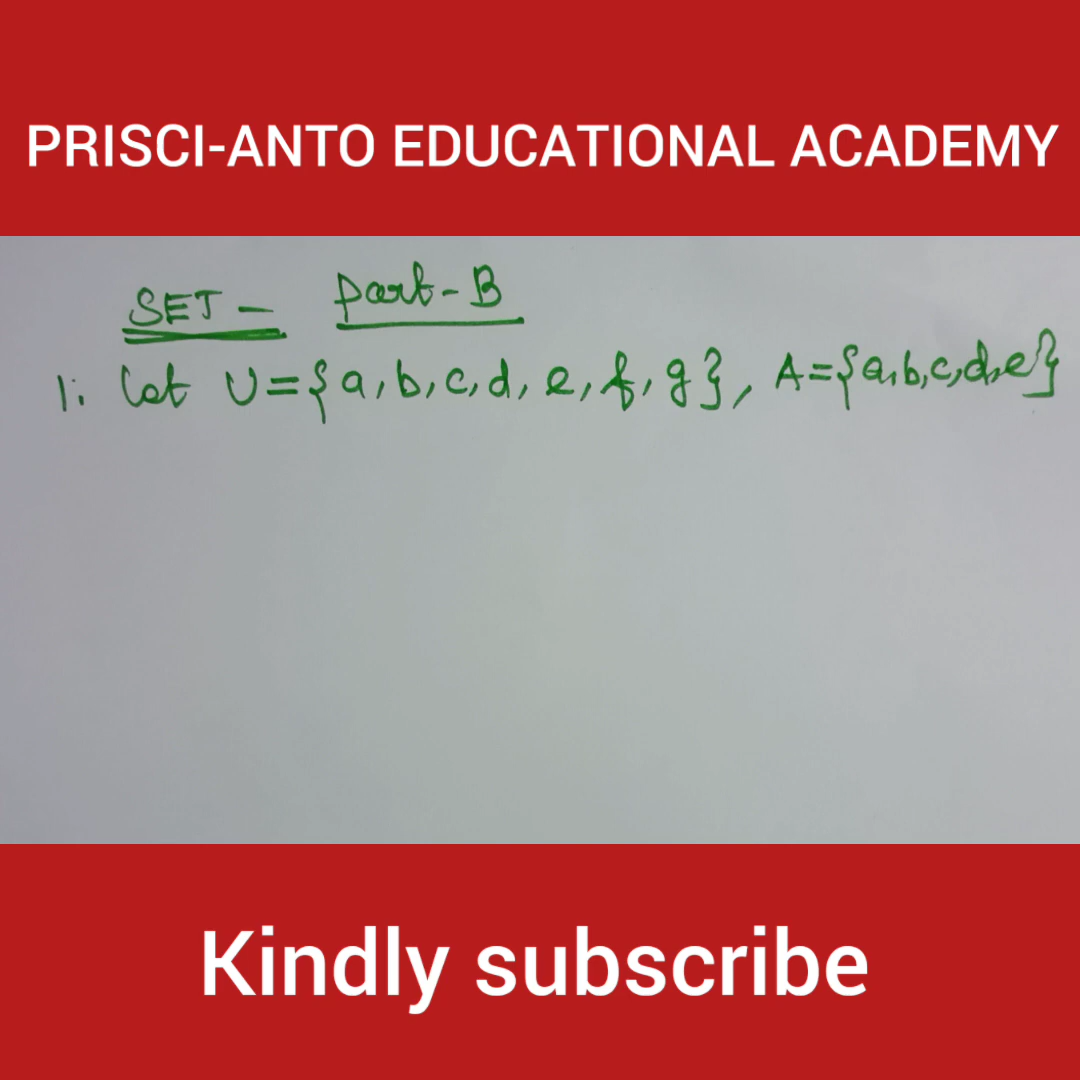 PRISCI-ANTO EDUCATIONAL ACADEMY
SET - Part-B
1. Let U={a,b,c,d,e,f,g}, A={a,b,c,d,e}
Kindly subscribe